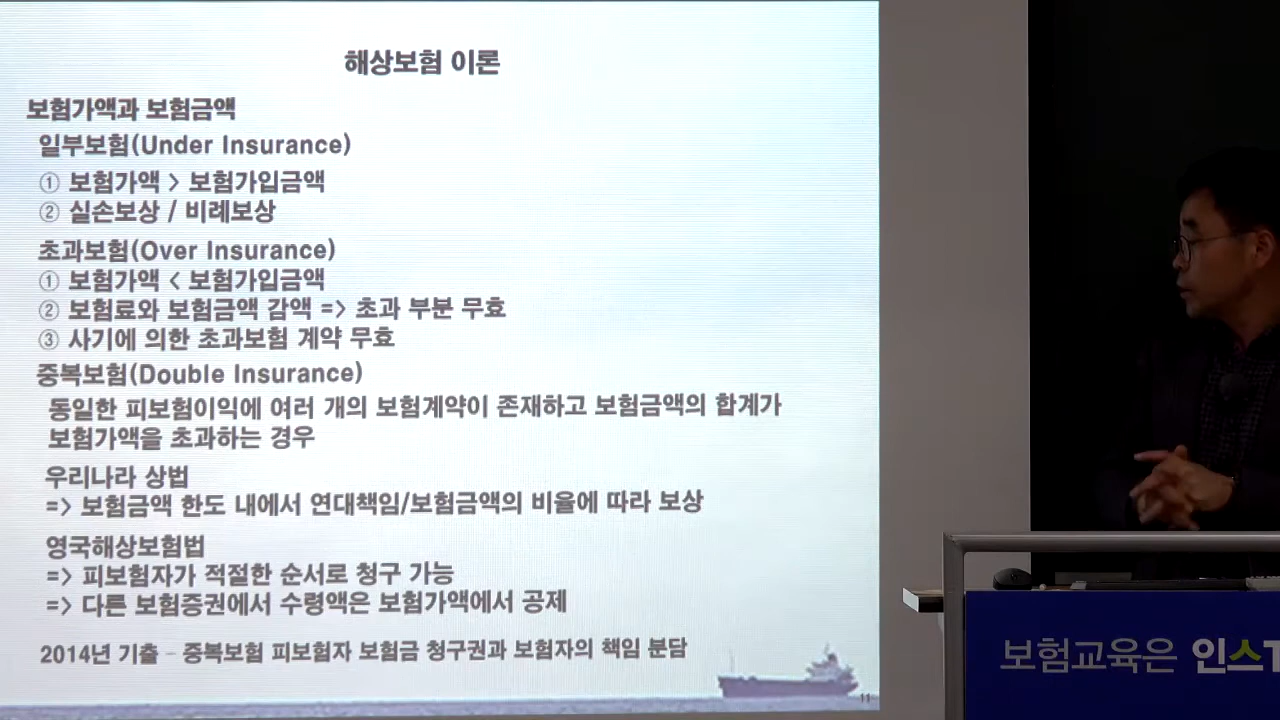 해상보험 이론
보험가액과 보험금액
일부보험(Under Insurance)
① 보험가액 > 보험가입금액
② 실손보상 / 비례보상
초과보험(Over Insurance)
① 보험가액 < 보험가입금액
② 보험료와 보험금액 감액 => 초과 부분 무효
③ 사기에 의한 초과보험 계약 무효
중복보험(Double Insurance)
동일한 피보험이익에 여러 개의 보험계약이 존재하고 보험금액의 합계가
보험가액을 초과하는 경우
우리나라 상법
=> 보험금액 한도 내에서 연대책임/보험금액의 비율에 따라 보상
영국해상보험법
=> 피보험자가 적절한 순서로 청구 가능
=> 다른 보험증권에서 수령액은 보험가액에서 공제
2014년 기출 - 중복보험 피보험자 보험금 청구권과 보험자의 책임 분담
11
보험교육은 인스